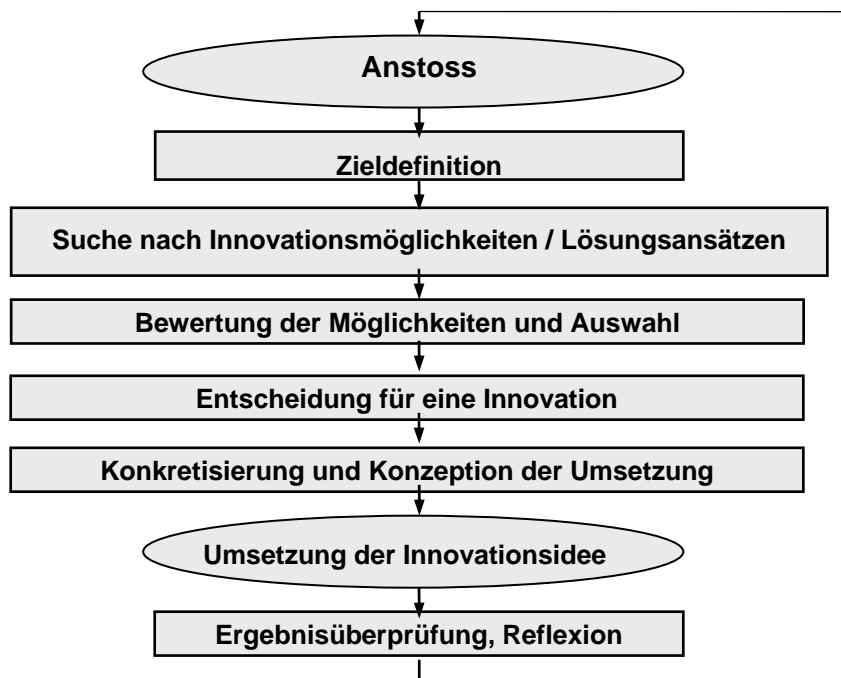 Anstoss
Zieldefinition
Suche nach Innovationsmöglichkeiten / Lösungsansätzen
Bewertung der Möglichkeiten und Auswahl
Entscheidung für eine Innovation
Konkretisierung und Konzeption der Umsetzung
Umsetzung der Innovationsidee
Ergebnisüberprüfung, Reflexion